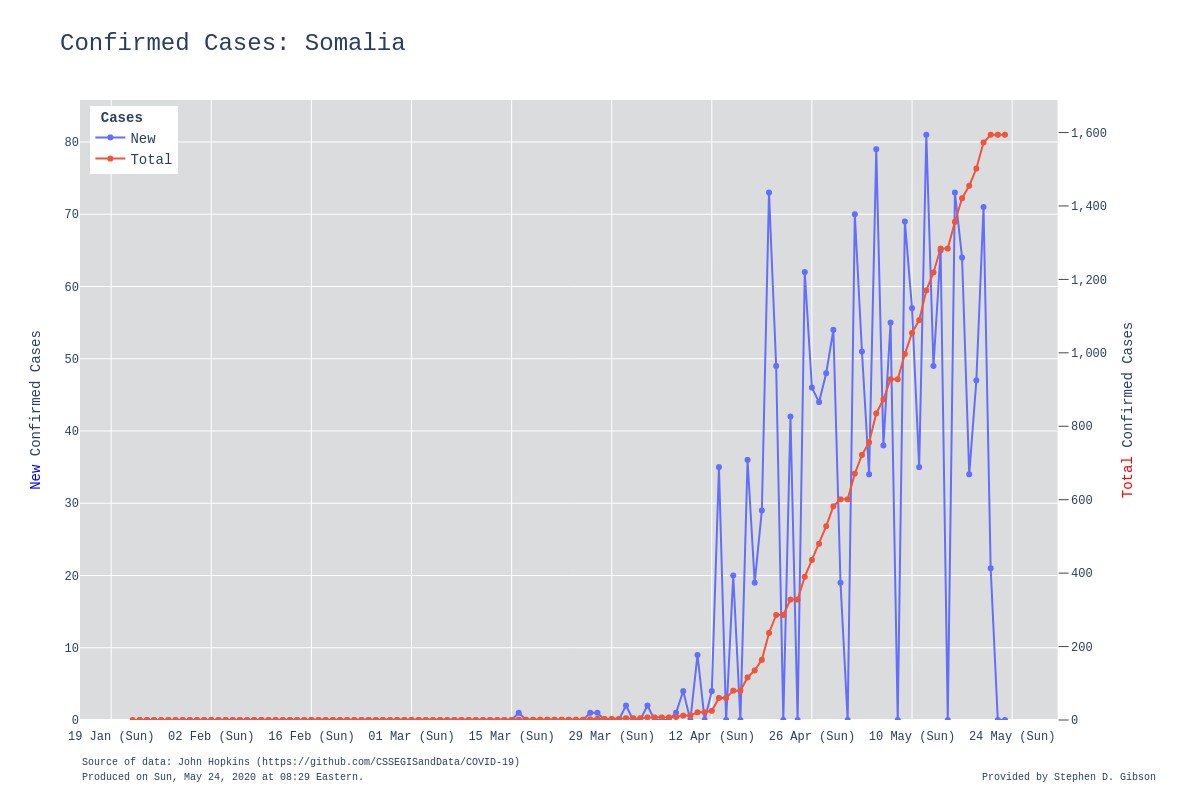 Confirmed Cases: Somalia
Cases
New
Total
80
70
60
50
40
30
20
10
0
New Confirmed Cases
1,600
1,400
1,200
1,000
800
600
400
200
0
Total Confirmed Cases
19 Jan (Sun) 02 Feb (Sun) 16 Feb (Sun) 01 Mar (Sun) 15 Mar (Sun) 29 Mar (Sun) 12 Apr (Sun) 26 Apr (Sun) 10 May (Sun) 24 May (Sun)
Source of data: John Hopkins (https://github.com/CSSEGISandData/COVID-19)
Produced on Sun, May 24, 2020 at 08:29 Eastern.
Provided by Stephen D. Gibson